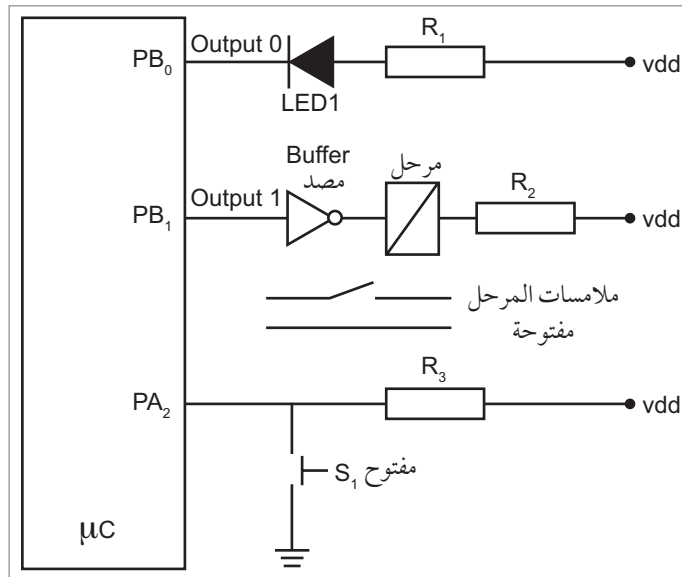 R₁
PB₀ Output 0 vdd
LED1
Buffer
مصد
مرحل
R₂
PB₁ Output 1 vdd
ملامسات المرحل
مفتوحة
R₃
PA₂ vdd
S₁ مفتوح
μC